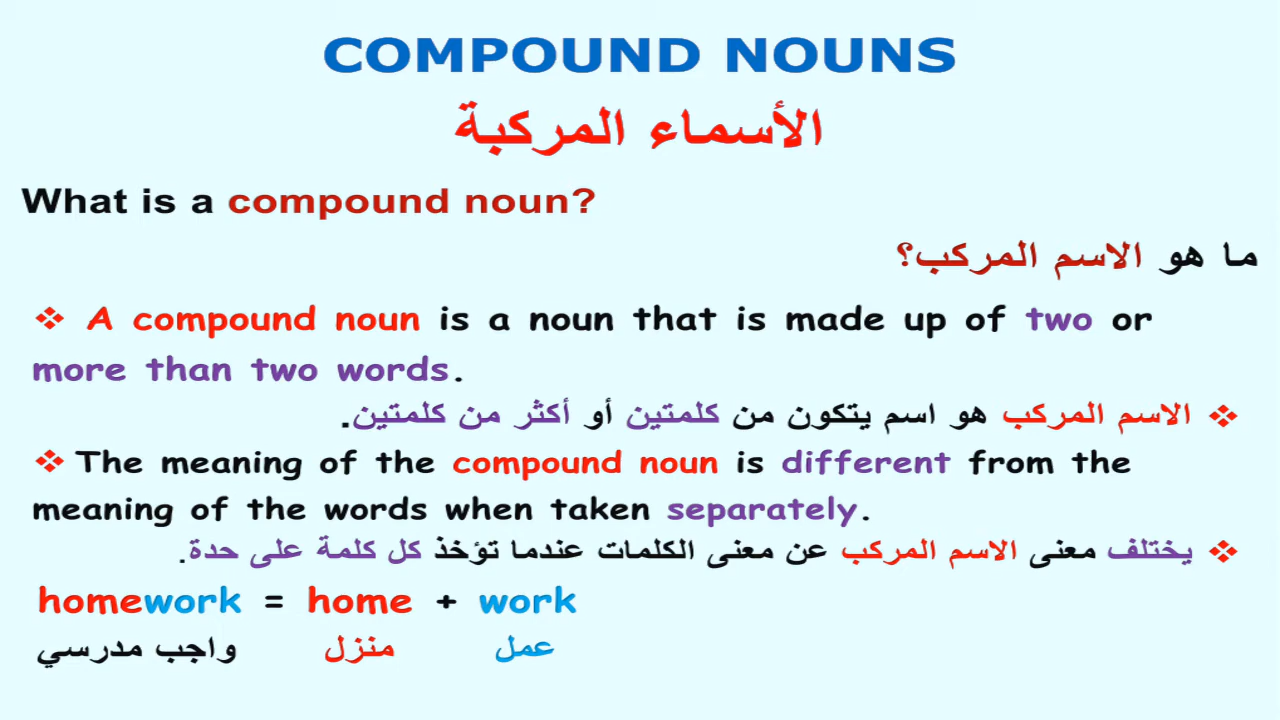 COMPOUND NOUNS
الأسماء المركبة
What is a compound noun?
ما هو الاسم المركب؟
❖ A compound noun is a noun that is made up of two or
more than two words.
❖ الاسم المركب هو اسم يتكون من كلمتين أو أكثر من كلمتين.
❖ The meaning of the compound noun is different from the
meaning of the words when taken separately.
❖ يختلف معنى الاسم المركب عن معنى الكلمات عندما تؤخذ كل كلمة على حدة.
homework = home + work
واجب مدرسي منزل عمل